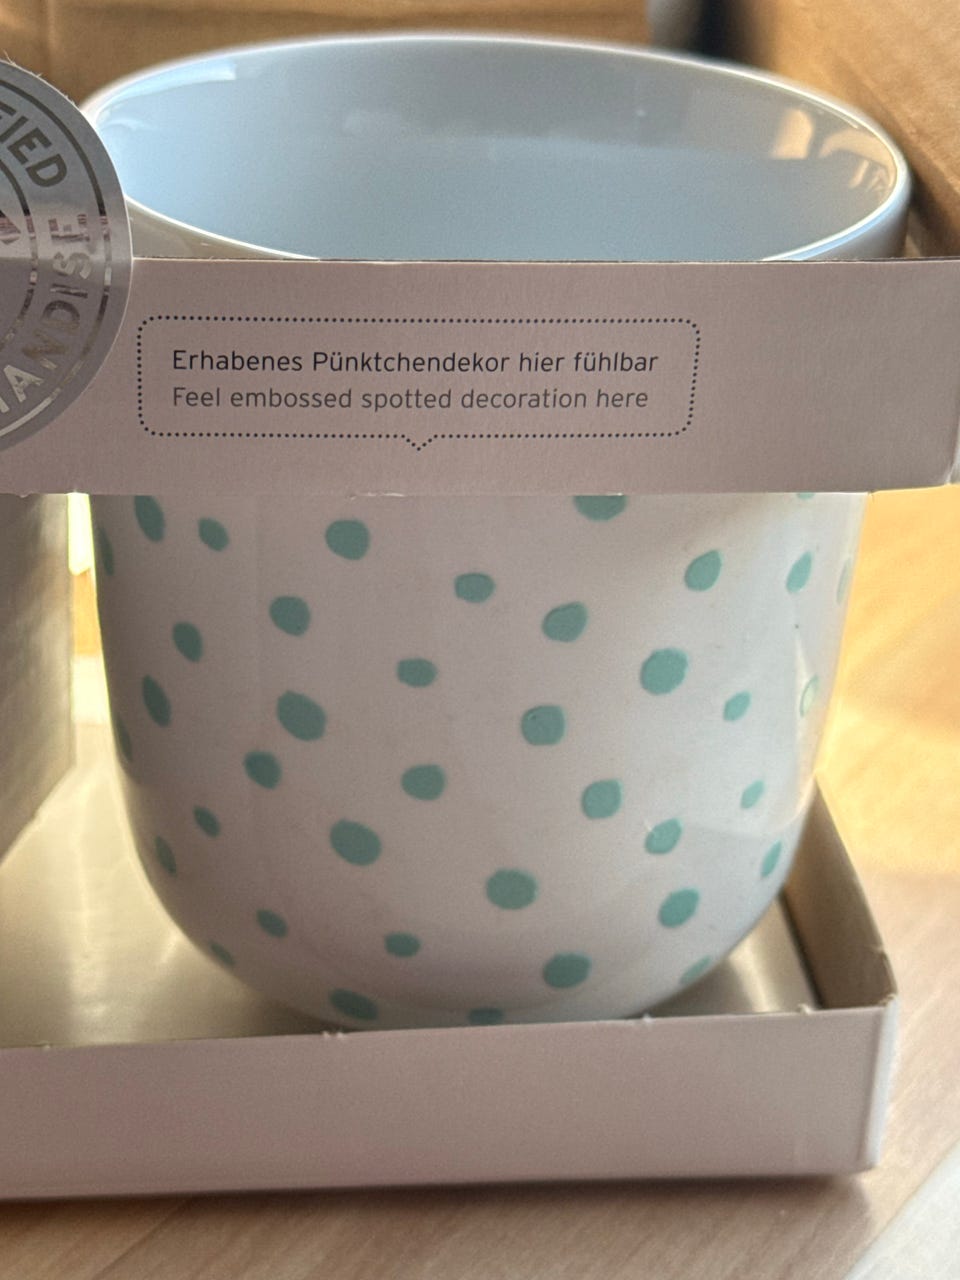 Erhabenes Pünktchendekor hier fühlbar
Feel embossed spotted decoration here